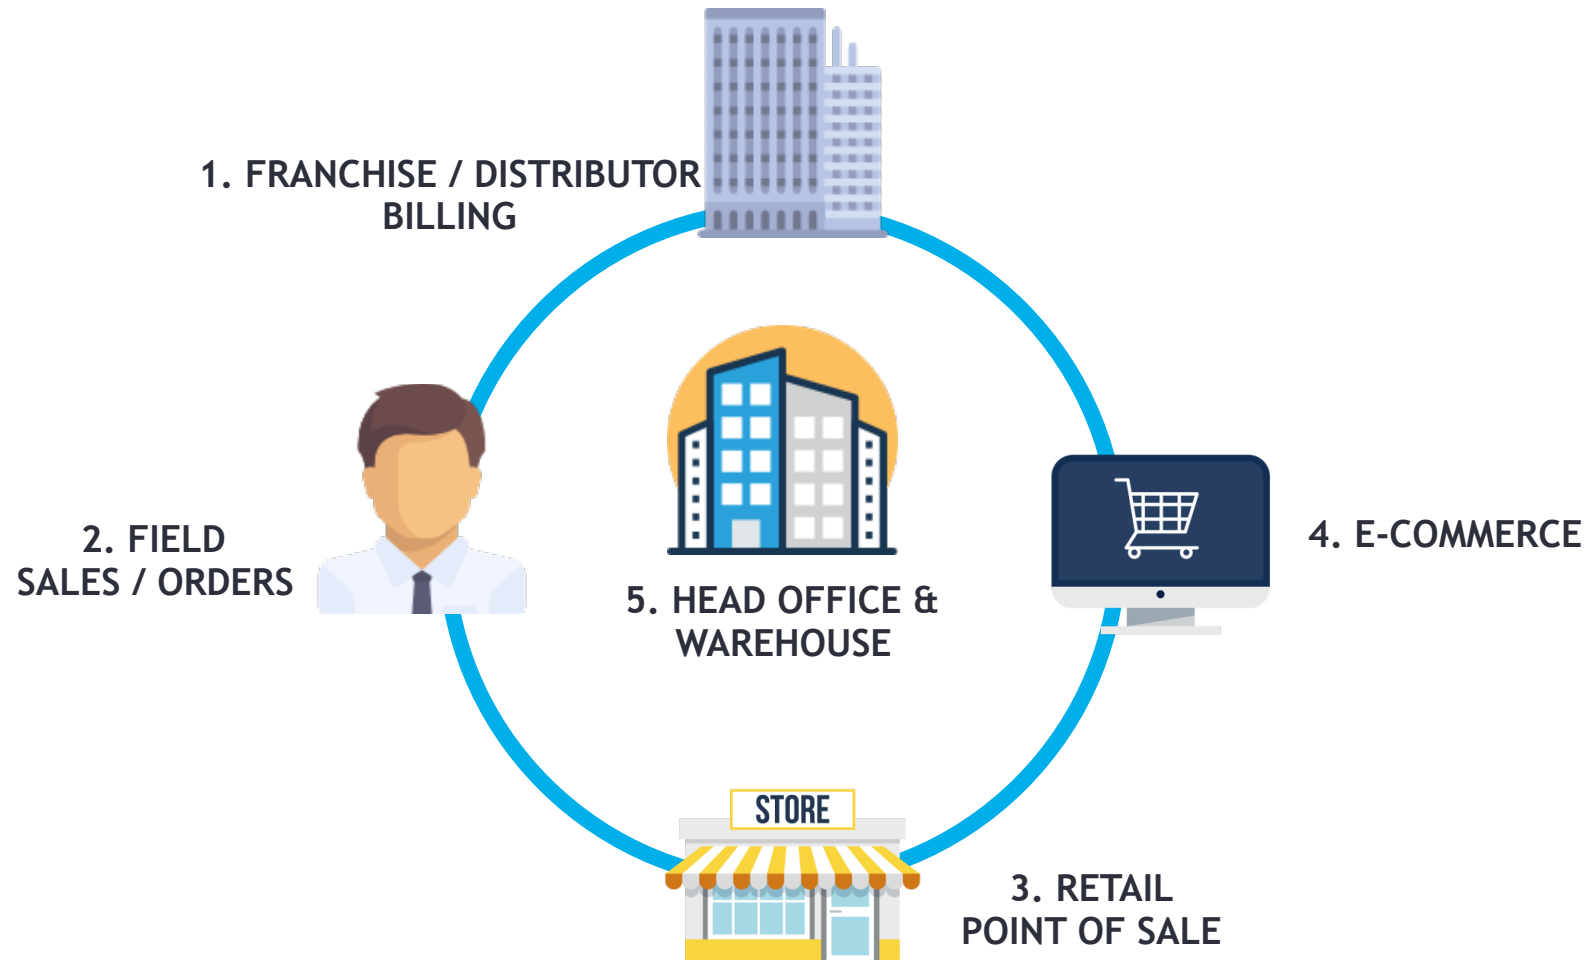 1. FRANCHISE / DISTRIBUTOR
BILLING
2. FIELD
SALES / ORDERS
4. E-COMMERCE
5. HEAD OFFICE &
WAREHOUSE
STORE
3. RETAIL
POINT OF SALE